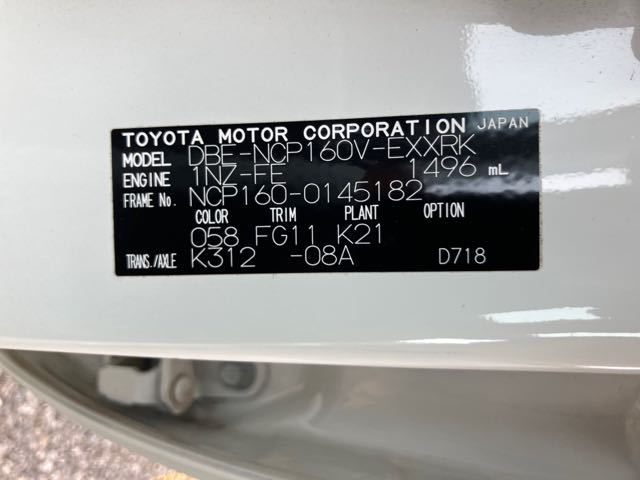 TOYOTA MOTOR CORPORATION JAPAN
MODEL DBE-NCP160V-EXXRK
ENGINE 1NZ-FE 1496 mL
FRAME No. NCP160-0145182
COLOR TRIM PLANT OPTION
058 FG11 K21
TRANS./AXLE K312 -08A D718